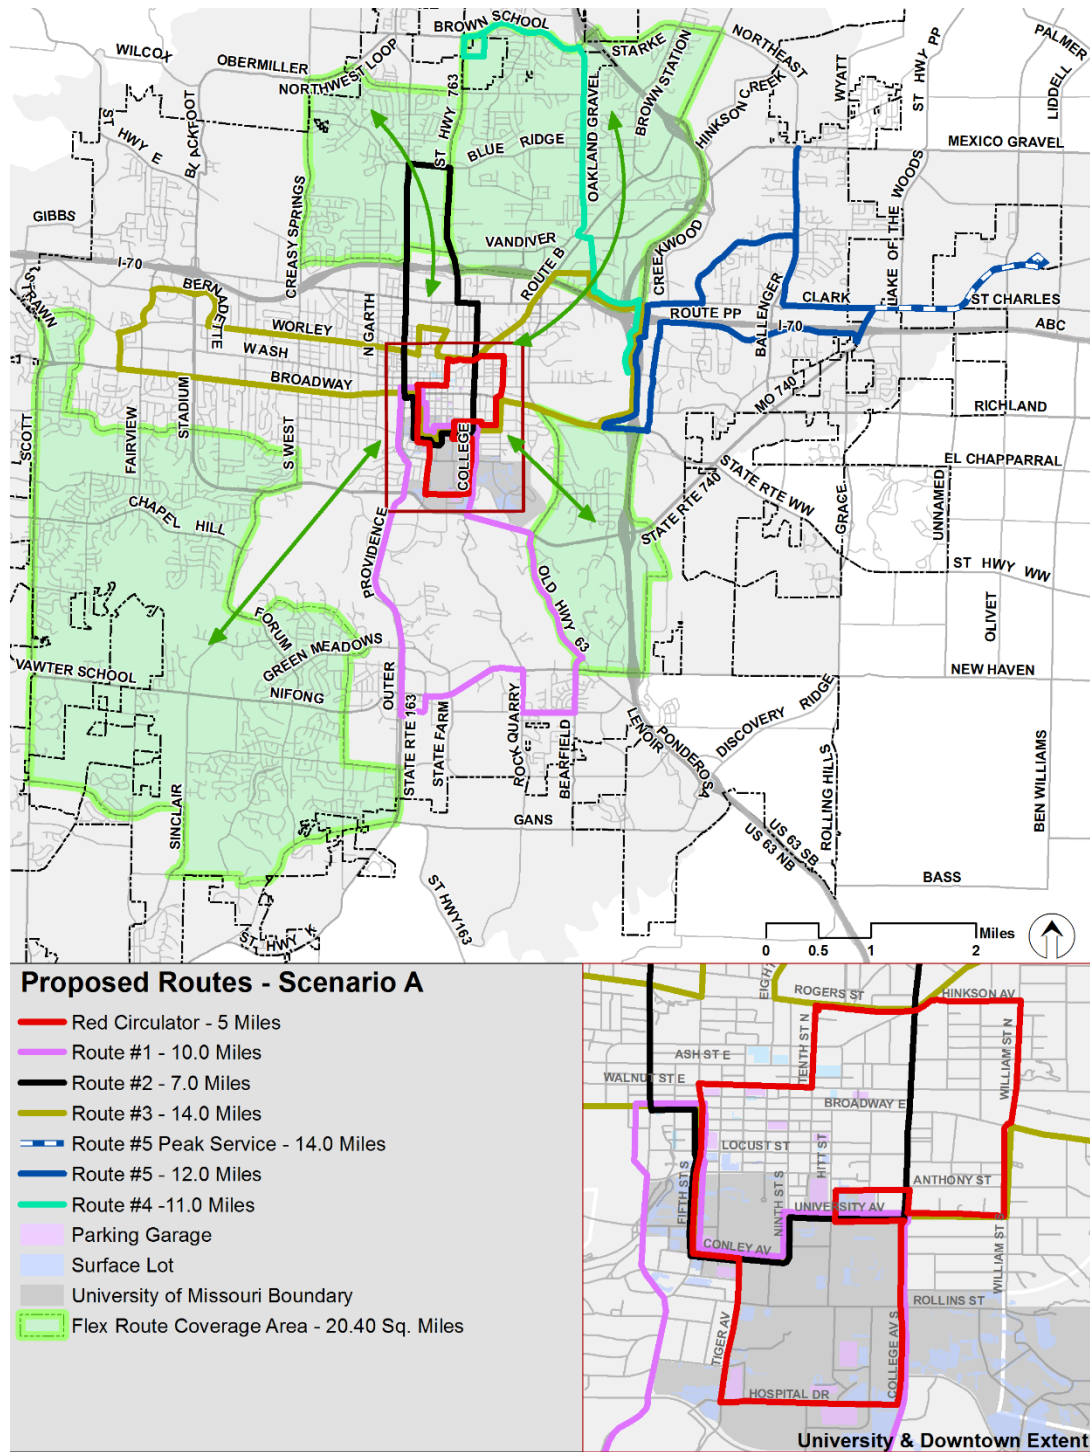 BROWN SCHOOL
WILCOX
OBERMILLER
NORTHWEST LOOP
ST HWY 763
STARKE
NORTHEAST
PALMER
ST HWY PP
WYATT
LIDDELL
BROWN STATION
OAKLAND GRAVEL
HINKSON CREEK
ST HWY E
BLACKFOOT
BLUE RIDGE
MEXICO GRAVEL
GIBBS
CREASY SPRINGS
VANDIVER
ROUTE B
CREEKWOOD
LAKE OF THE WOODS
I-70
STRAWN
BERNADETTE
N GARTH
WORLEY
WASH
BROADWAY
ROUTE PP
BALLENGER
CLARK
I-70
ST CHARLES
ABC
SCOTT
FAIRVIEW
STADIUM
S WEST
COLLEGE
MO 740
RICHLAND
EL CHAPPARAL
CHAPEL HILL
PROVIDENCE
STATE RTE 740
STATE RTE WW
GRACE
UNNAMED
ST HWY WW
OLD HWY 63
FORUM
GREEN MEADOWS
OLIVET
VAWTER SCHOOL
NIFONG
OUTER
STATE RTE 163
STATE FARM
ROCK QUARRY
BEARFIELD
LENOIR
PONDEROSA
DISCOVERY RIDGE
NEW HAVEN
ROLLING HILLS
BEN WILLIAMS
SINCLAIR
GANS
US 63 SB
US 63 NB
BASS
ST HWY K
ST HWY163
Miles
0 0.5 1 2
Proposed Routes - Scenario A
Red Circulator - 5 Miles
Route #1 - 10.0 Miles
Route #2 - 7.0 Miles
Route #3 - 14.0 Miles
Route #5 Peak Service - 14.0 Miles
Route #5 - 12.0 Miles
Route #4 -11.0 Miles
Parking Garage
Surface Lot
University of Missouri Boundary
Flex Route Coverage Area - 20.40 Sq. Miles
ROGERS ST
HINKSON AV
TENTH ST N
WILLIAM ST N
ASH ST E
WALNUT ST E
BROADWAY E
LOCUST ST
HITT ST
FIFTH ST S
NINTH ST S
ANTHONY ST
UNIVERSITY AV
CONLEY AV
WILLIAM ST S
ROLLINS ST
TIGER AV
COLLEGE AV S
HOSPITAL DR
University & Downtown Extent